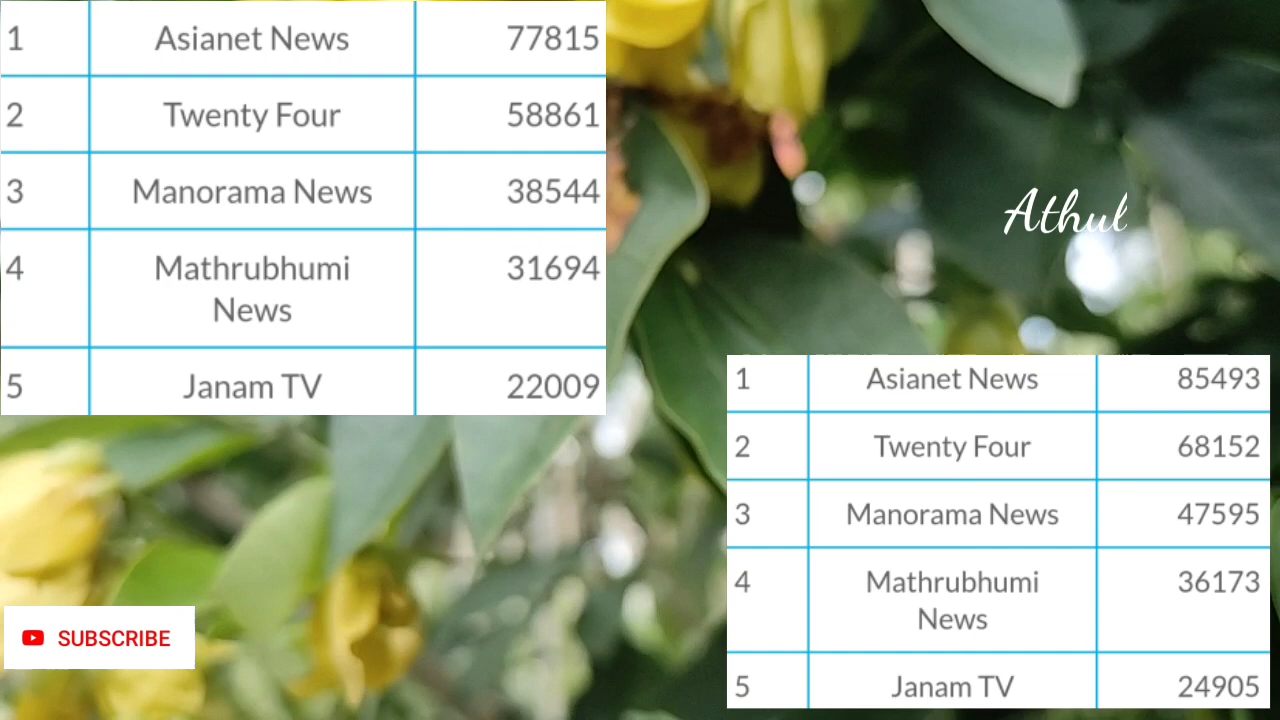 1 Asianet News 77815
2 Twenty Four 58861
3 Manorama News 38544
4 Mathrubhumi 31694
News
5 Janam TV 22009
Athul
1 Asianet News 85493
2 Twenty Four 68152
3 Manorama News 47595
4 Mathrubhumi 36173
News
5 Janam TV 24905
SUBSCRIBE